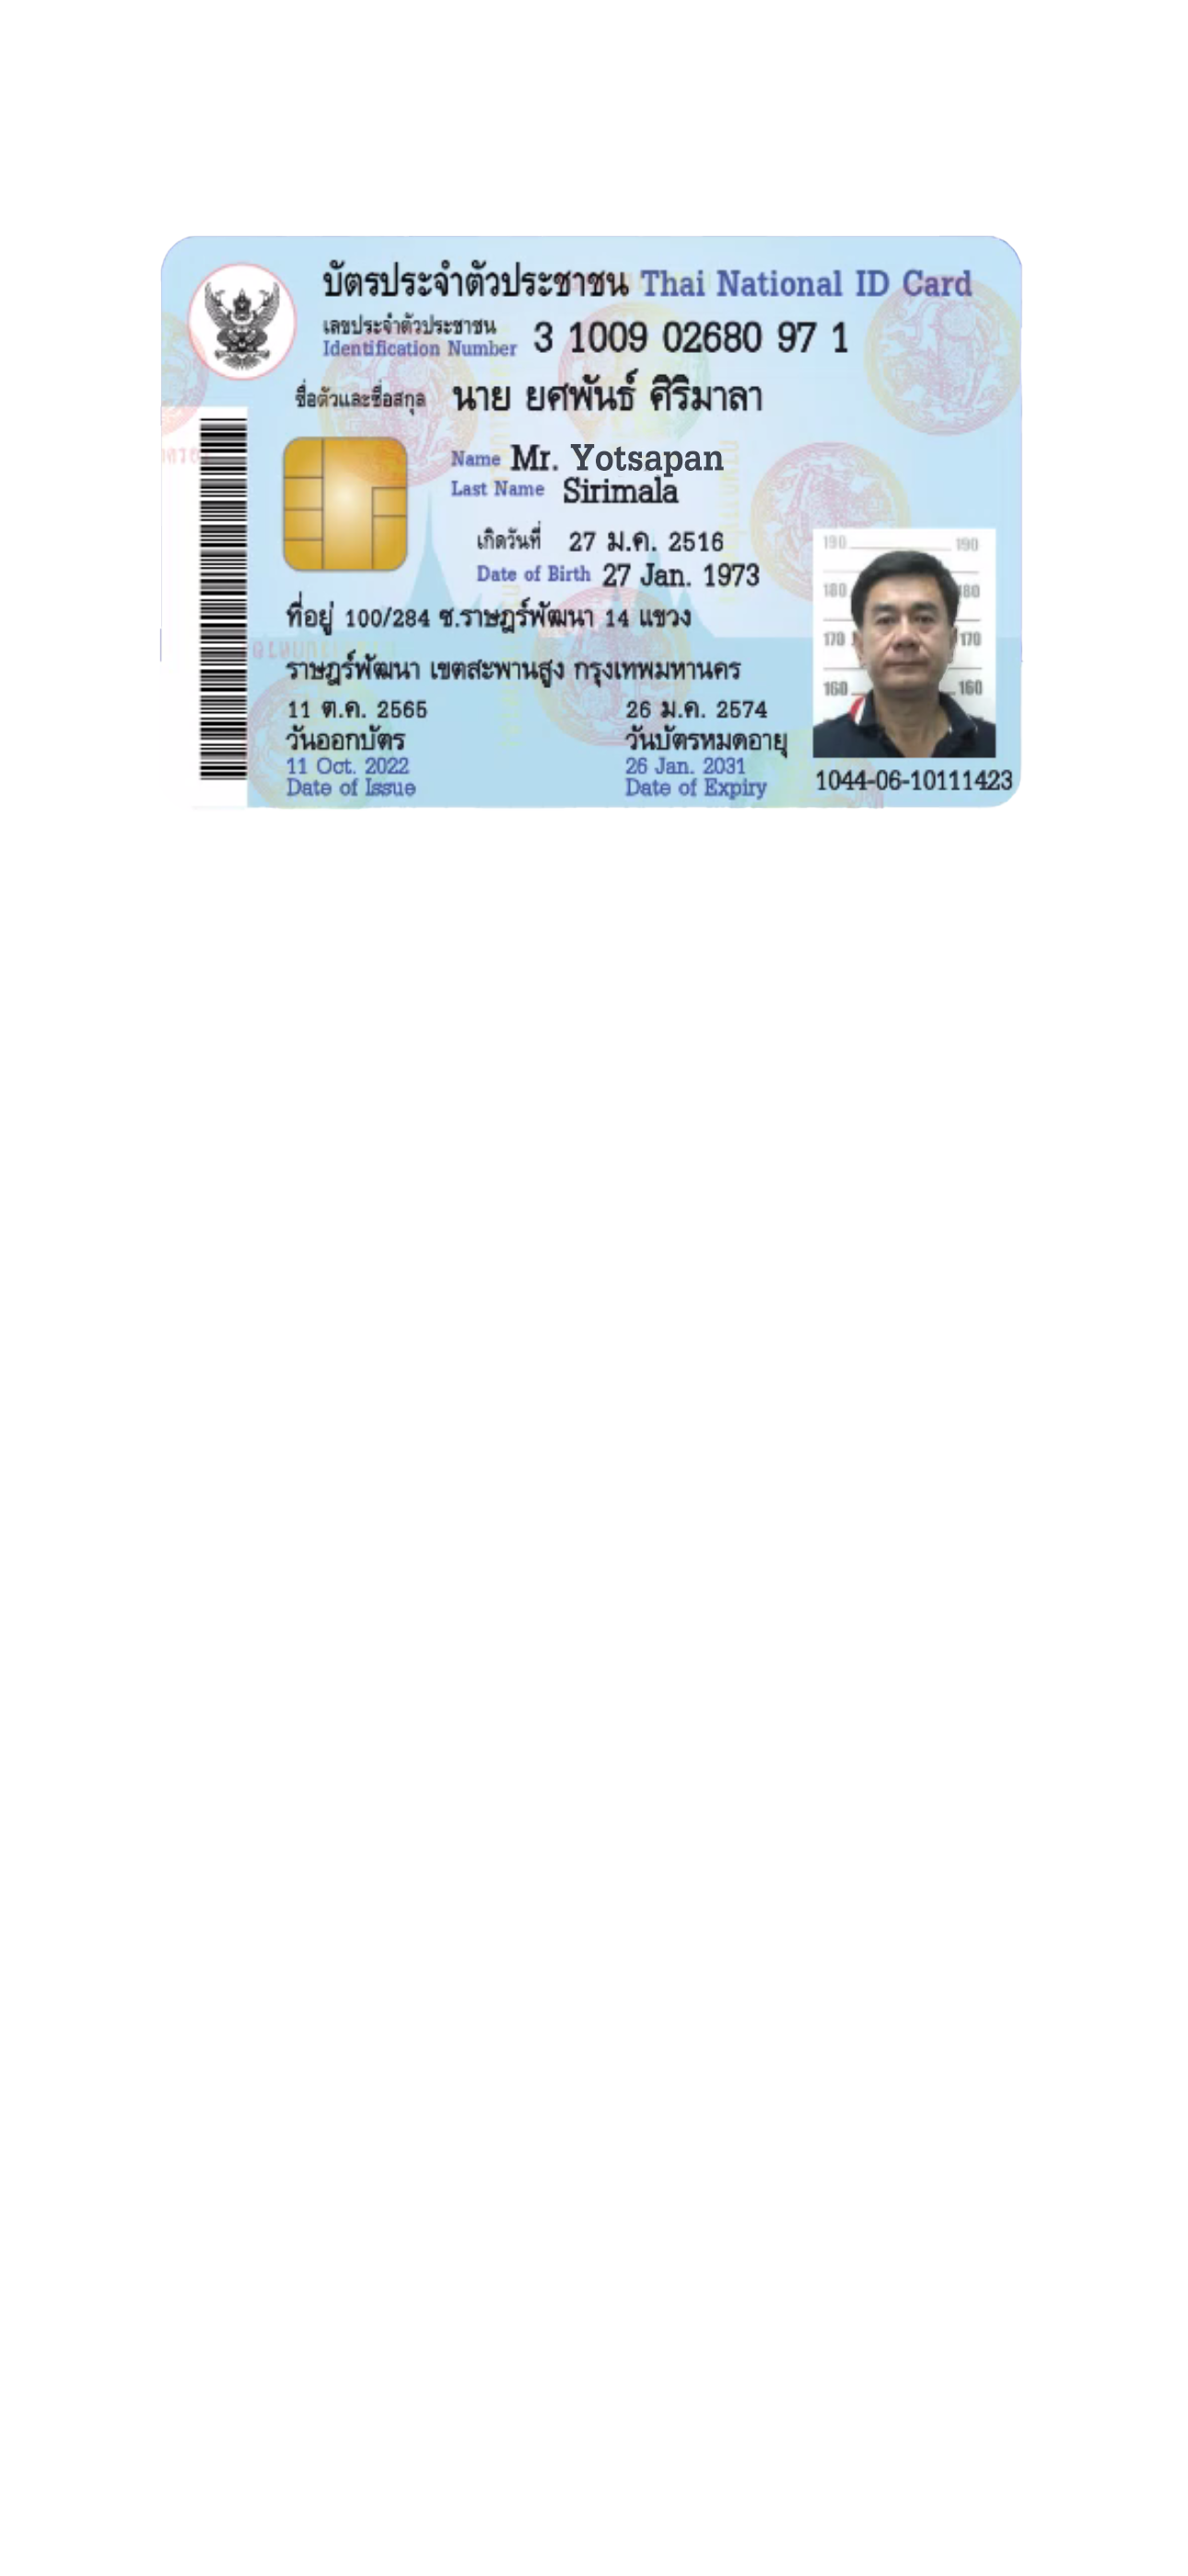 บัตรประจำตัวประชาชน Thai National ID Card
เลขประจำตัวประชาชน
Identification Number 3 1009 02680 97 1
ชื่อตัวและชื่อสกุล นาย ยศพันธ์ ศิริมาลา
Name Mr. Yotsapan
Last Name Sirimala
เกิดวันที่ 27 ม.ค. 2516
Date of Birth 27 Jan. 1973
ที่อยู่ 100/284 ซ.ราษฎร์พัฒนา 14 แขวง
ราษฎร์พัฒนา เขตสะพานสูง กรุงเทพมหานคร
11 ต.ค. 2565
วันออกบัตร
11 Oct. 2022
Date of Issue
26 ม.ค. 2574
วันบัตรหมดอายุ
26 Jan. 2031
Date of Expiry
190 190
180 180
170 170
160 160
1044-06-10111423